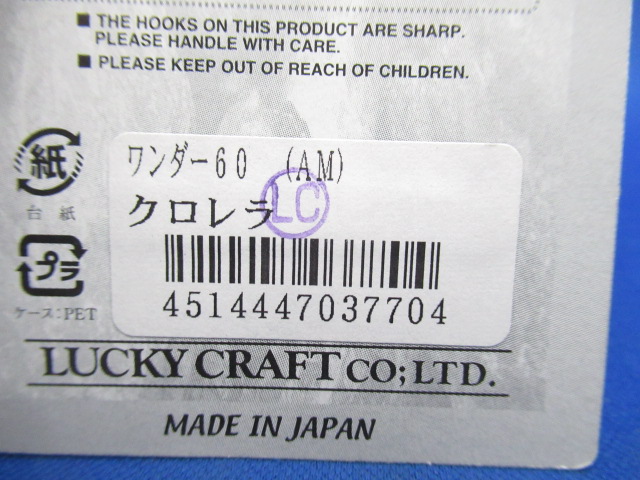 ■ THE HOOKS ON THIS PRODUCT ARE SHARP.
PLEASE HANDLE WITH CARE.
■ PLEASE KEEP OUT OF REACH OF CHILDREN.
紙
台 紙
プラ
ケース:PET
ワンダー60 (AM)
クロレラ
LC
4514447037704
LUCKY CRAFT CO;LTD.
MADE IN JAPAN